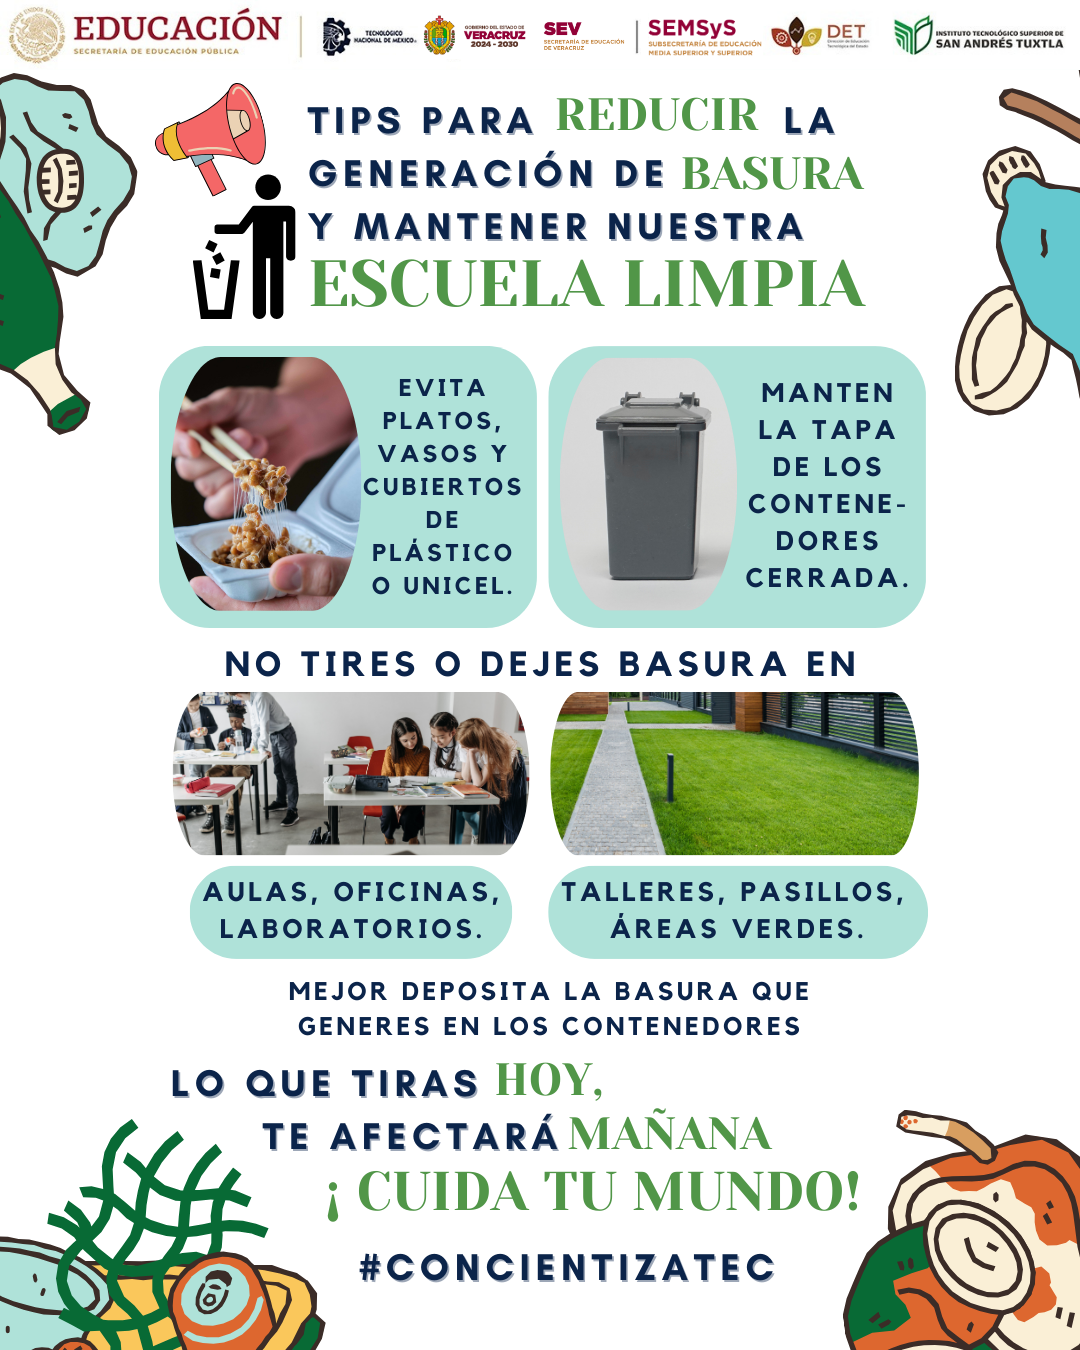 EDUCACIÓN
SECRETARÍA DE EDUCACIÓN PÚBLICA
TECNOLÓGICO
NACIONAL DE MÉXICO
GOBIERNO DEL ESTADO DE
VERACRUZ
2024 - 2030
SEV
SECRETARÍA DE EDUCACIÓN
DE VERACRUZ
SEMSyS
SUBSECRETARÍA DE EDUCACIÓN
MEDIA SUPERIOR Y SUPERIOR
DET
Dirección de Educación
Tecnológica del Estado
INSTITUTO TECNOLÓGICO SUPERIOR DE
SAN ANDRÉS TUXTLA
TIPS PARA REDUCIR LA
GENERACIÓN DE BASURA
Y MANTENER NUESTRA
ESCUELA LIMPIA
EVITA
PLATOS,
VASOS Y
CUBIERTOS
DE
PLÁSTICO
O UNICEL.
MANTEN
LA TAPA
DE LOS
CONTENE-
DORES
CERRADA.
NO TIRES O DEJES BASURA EN
AULAS, OFICINAS,
LABORATORIOS.
TALLERES, PASILLOS,
ÁREAS VERDES.
MEJOR DEPOSITA LA BASURA QUE
GENERES EN LOS CONTENEDORES
LO QUE TIRAS HOY,
TE AFECTARÁ MAÑANA
¡ CUIDA TU MUNDO!
#CONCIENTIZATEC